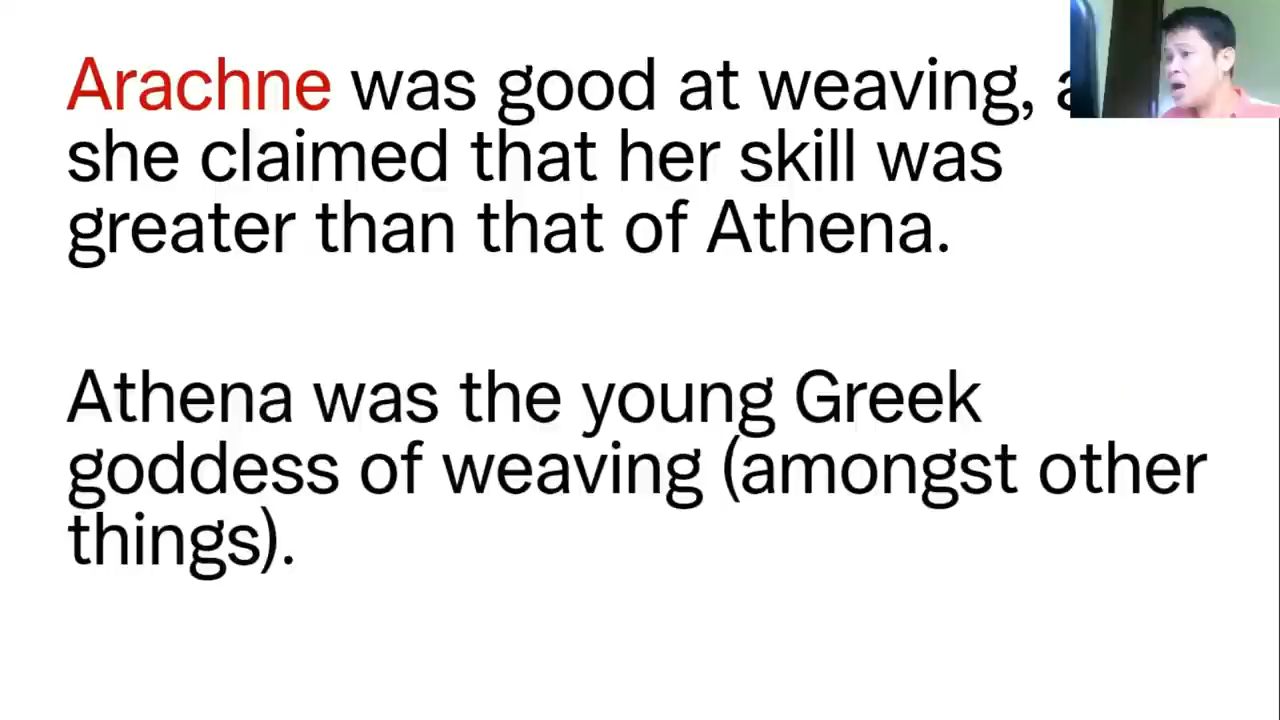 Arachne was good at weaving,
she claimed that her skill was
greater than that of Athena.
Athena was the young Greek
goddess of weaving (amongst other
things).